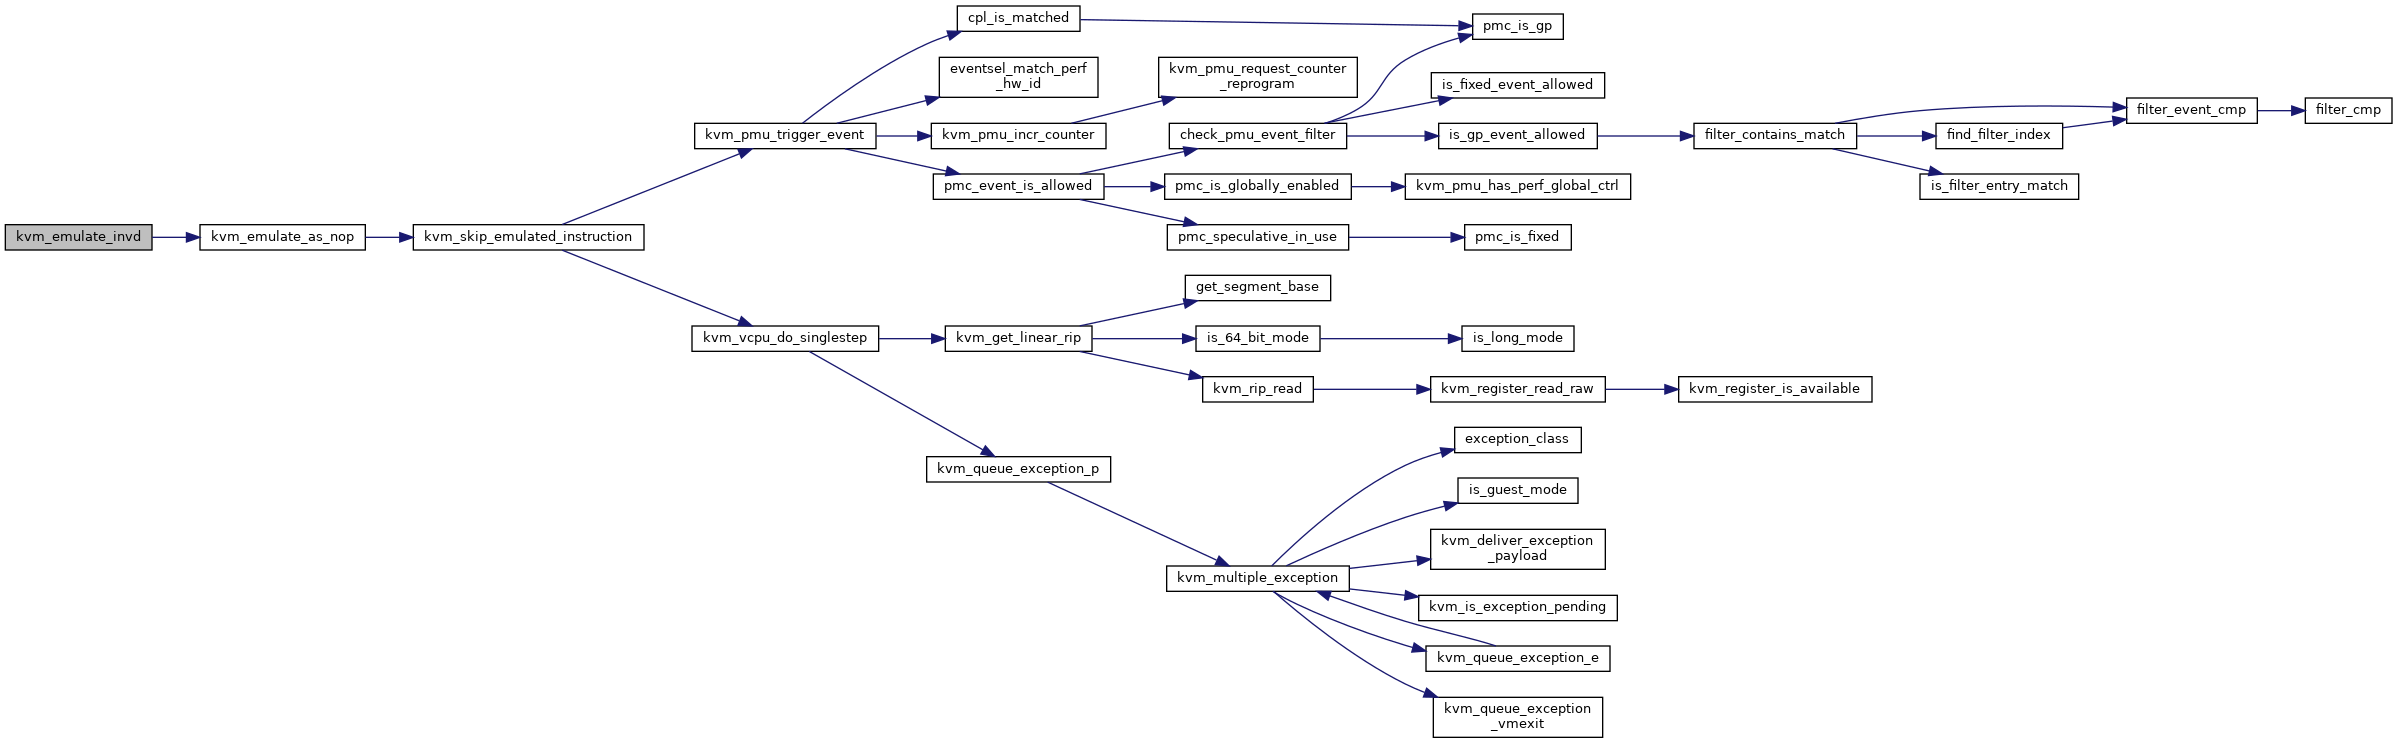 kvm_emulate_invd
kvm_emulate_as_nop
kvm_skip_emulated_instruction
kvm_pmu_trigger_event
cpl_is_matched
pmc_is_gp
eventsel_match_perf
_hw_id
kvm_pmu_incr_counter
kvm_pmu_request_counter
_reprogram
pmc_event_is_allowed
check_pmu_event_filter
is_fixed_event_allowed
is_gp_event_allowed
filter_contains_match
filter_event_cmp
filter_cmp
find_filter_index
is_filter_entry_match
pmc_is_globally_enabled
kvm_pmu_has_perf_global_ctrl
pmc_speculative_in_use
pmc_is_fixed
kvm_vcpu_do_singlestep
kvm_get_linear_rip
get_segment_base
is_64_bit_mode
is_long_mode
kvm_rip_read
kvm_register_read_raw
kvm_register_is_available
kvm_queue_exception_p
kvm_multiple_exception
exception_class
is_guest_mode
kvm_deliver_exception
_payload
kvm_is_exception_pending
kvm_queue_exception_e
kvm_queue_exception
_vmexit